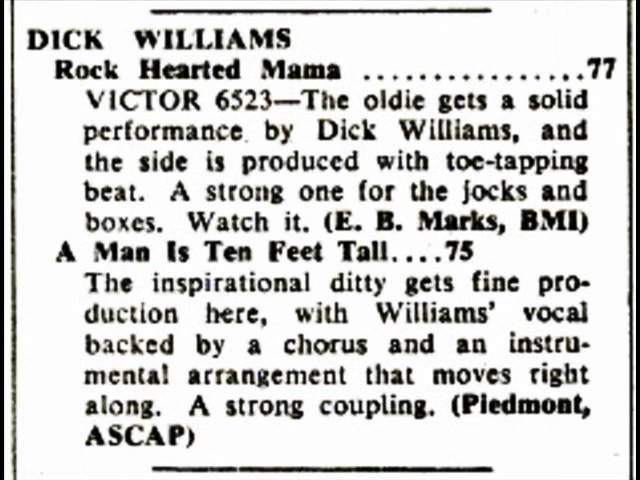 DICK WILLIAMS
Rock Hearted Mama ................77
VICTOR 6523—The oldie gets a solid
performance by Dick Williams, and
the side is produced with toe-tapping
beat. A strong one for the jocks and
boxes. Watch it. (E. B. Marks, BMI)
A Man Is Ten Feet Tall....75
The inspirational ditty gets fine pro-
duction here, with Williams' vocal
backed by a chorus and an instru-
mental arrangement that moves right
along. A strong coupling. (Piedmont,
ASCAP)